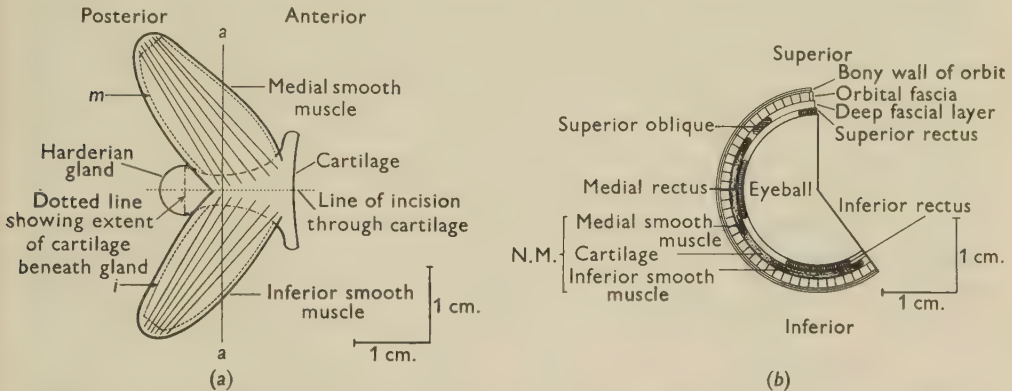 Posterior
Anterior
a
Medial smooth
muscle
m
Harderian
gland
Cartilage
Dotted line
showing extent
of cartilage
beneath gland
Line of incision
through cartilage
i
Inferior smooth
muscle
1 cm.
1 cm.
a
(a)
Superior
Bony wall of orbit
Orbital fascia
Deep fascial layer
Superior rectus
Superior oblique
Medial rectus
Eyeball
Inferior rectus
N.M.
Medial smooth
muscle
Cartilage
Inferior smooth
muscle
1 cm.
1 cm.
Inferior
(b)